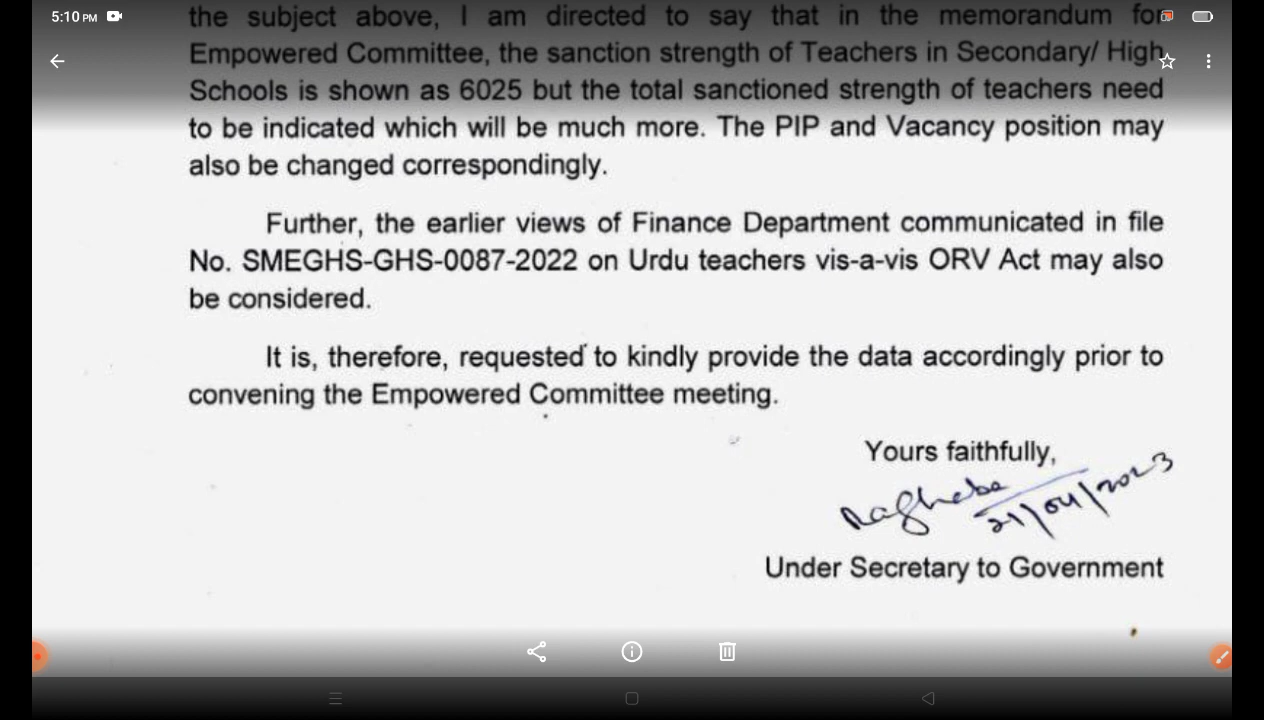 5:10 PM
the subject above, I am directed to say that in the memorandum for
Empowered Committee, the sanction strength of Teachers in Secondary/ High
Schools is shown as 6025 but the total sanctioned strength of teachers need
to be indicated which will be much more. The PIP and Vacancy position may
also be changed correspondingly.
Further, the earlier views of Finance Department communicated in file
No. SMEGHS-GHS-0087-2022 on Urdu teachers vis-a-vis ORV Act may also
be considered.
It is, therefore, requested to kindly provide the data accordingly prior to
convening the Empowered Committee meeting.
Yours faithfully,
21/04/2023
Under Secretary to Government